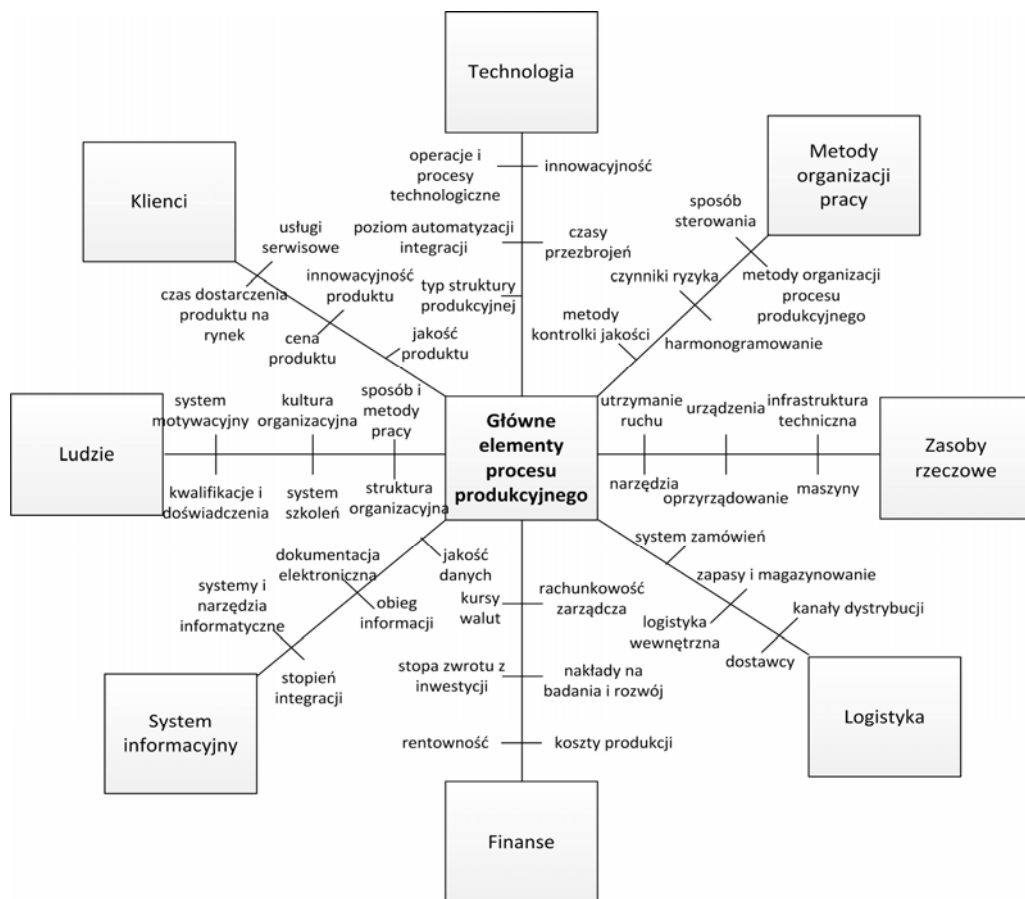 Technologia
operacje i
procesy
technologiczne
innowacyjność
poziom automatyzacji
integracji
czasy
przezbrojeń
typ struktury
produkcyjnej
Metody
organizacji
pracy
sposób
sterowania
metody organizacji
procesu
produkcyjnego
czynniki ryzyka
harmonogramowanie
metody
kontrolki jakości
Klienci
usługi
serwisowe
czas dostarczenia
produktu na
rynek
innowacyjność
produktu
cena
produktu
jakość
produktu
Ludzie
system
motywacyjny
kultura
organizacyjna
sposób i
metody
pracy
kwalifikacje i
doświadczenia
system
szkoleń
struktura
organizacyjna
Główne
elementy
procesu
produkcyjnego
utrzymanie
ruchu
urządzenia
infrastruktura
techniczna
narzędzia
oprzyrządowanie
maszyny
Zasoby
rzeczowe
dokumentacja
elektroniczna
jakość
danych
systemy i
narzędzia
informatyczne
obieg
informacji
stopień
integracji
System
informacyjny
kursy
walut
rachunkowość
zarządcza
stopa zwrotu z
inwestycji
nakłady na
badania i rozwój
rentowność
koszty produkcji
Finanse
system zamówień
zapasy i magazynowanie
logistyka
wewnętrzna
kanały dystrybucji
dostawcy
Logistyka